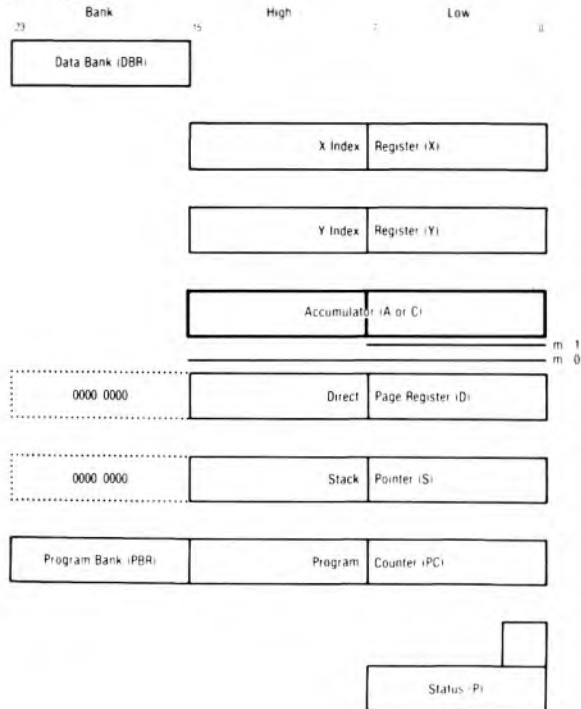 Bank High Low
23 15 7 0
Data Bank (DBR)
X Index Register (X)
Y Index Register (Y)
Accumulator (A or C)
m 1
m 0
0000 0000 Direct Page Register (D)
0000 0000 Stack Pointer (S)
Program Bank (PBR) Program Counter (PC)
Status (P)